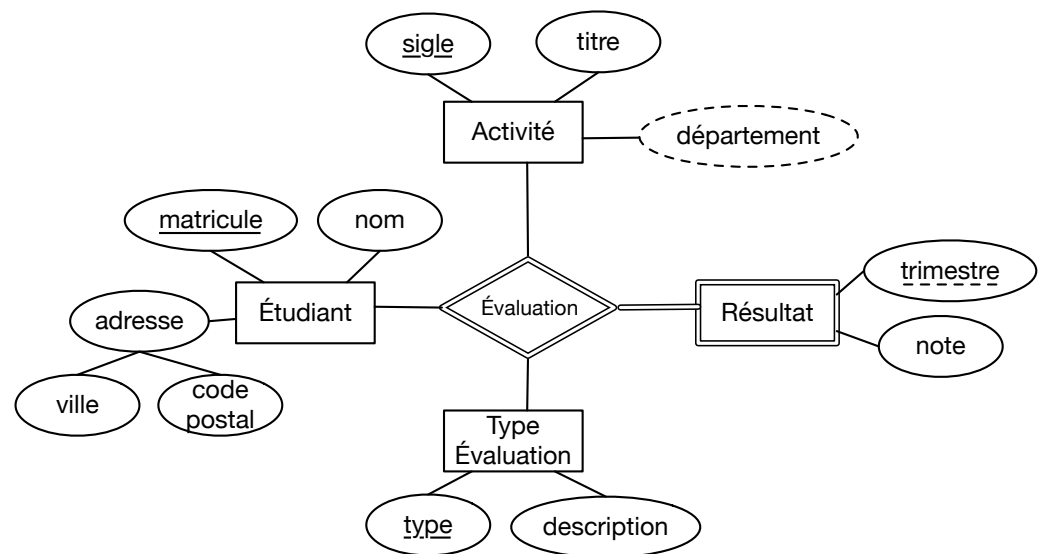 sigle
titre
Activité
département
matricule
nom
trimestre
Étudiant
Évaluation
Résultat
adresse
note
ville
code
postal
Type
Évaluation
type
description